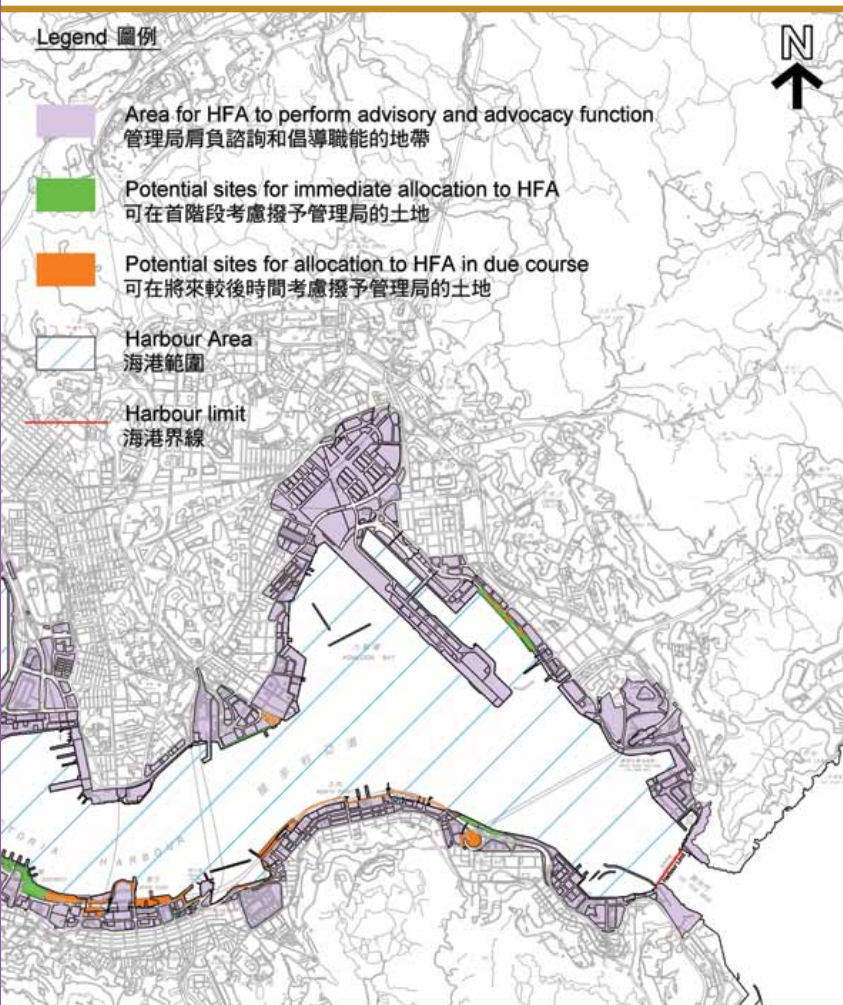 Legend 圖例
N
Area for HFA to perform advisory and advocacy function
管理局肩負諮詢和倡導職能的地帶
Potential sites for immediate allocation to HFA
可在首階段考慮撥予管理局的土地
Potential sites for allocation to HFA in due course
可在將來較後時間考慮撥予管理局的土地
Harbour Area
海港範圍
Harbour limit
海港界線
KOWLOON BAY
HARBOUR